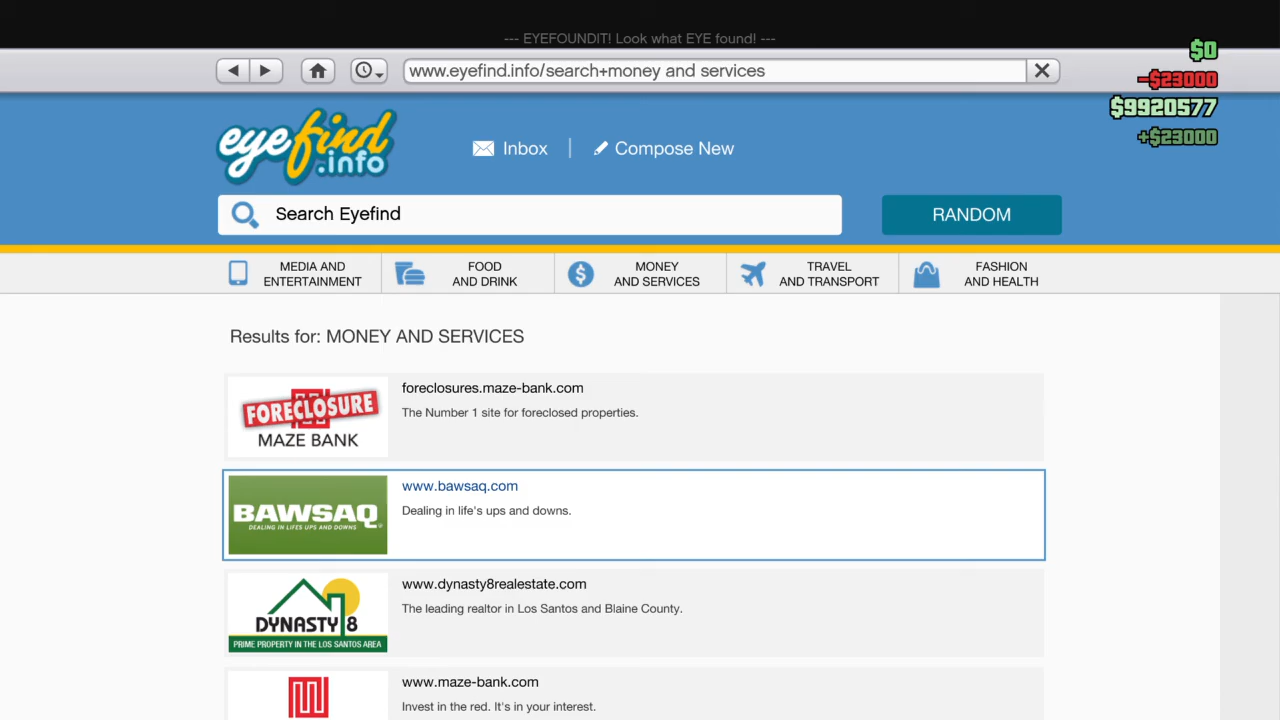 --- EYEFOUNDIT! Look what EYE found! ---
www.eyefind.info/search+money and services
$0
-$23000
$9920577
+$23000
eyefind
.info
Inbox
Compose New
Search Eyefind
RANDOM
MEDIA AND
ENTERTAINMENT
FOOD
AND DRINK
MONEY
AND SERVICES
TRAVEL
AND TRANSPORT
FASHION
AND HEALTH
Results for: MONEY AND SERVICES
FORECLOSURE
MAZE BANK
foreclosures.maze-bank.com
The Number 1 site for foreclosed properties.
BAWSAQ
DEALING IN LIFE'S UPS AND DOWNS
www.bawsaq.com
Dealing in life's ups and downs.
DYNASTY 8
PRIME PROPERTY IN THE LOS SANTOS AREA
www.dynasty8realestate.com
The leading realtor in Los Santos and Blaine County.
www.maze-bank.com
Invest in the red. It's in your interest.